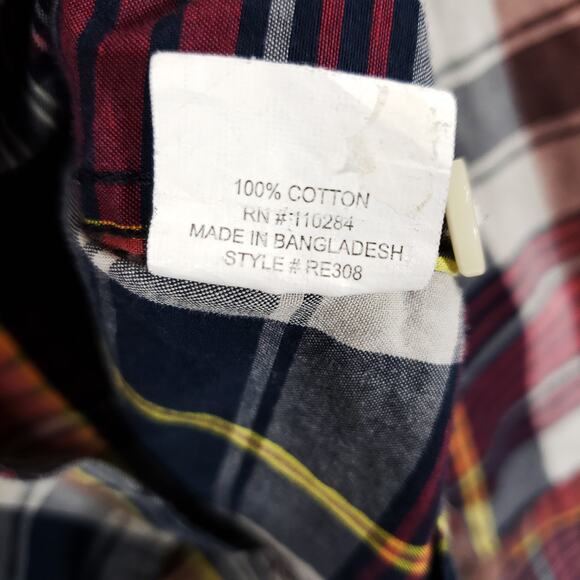 100% COTTON
RN #:110284
MADE IN BANGLADESH
STYLE # RE308